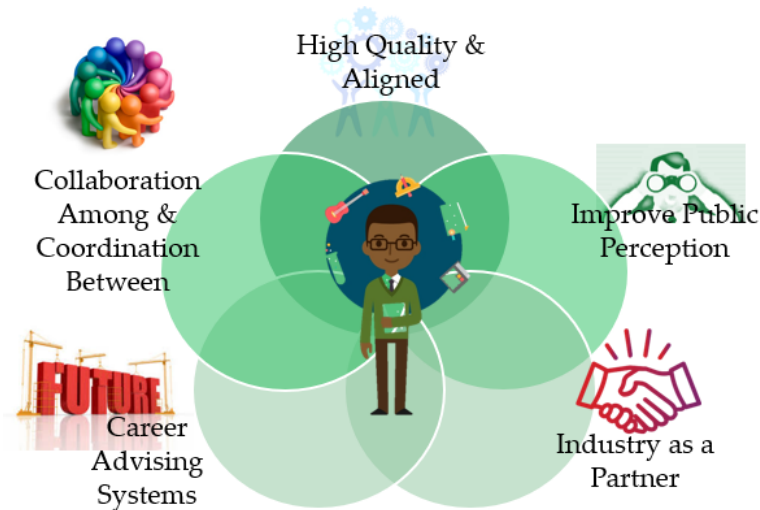 High Quality &
Aligned
Collaboration
Among &
Coordination
Between
Improve Public
Perception
FUTURE
Career
Advising
Systems
Industry as a
Partner